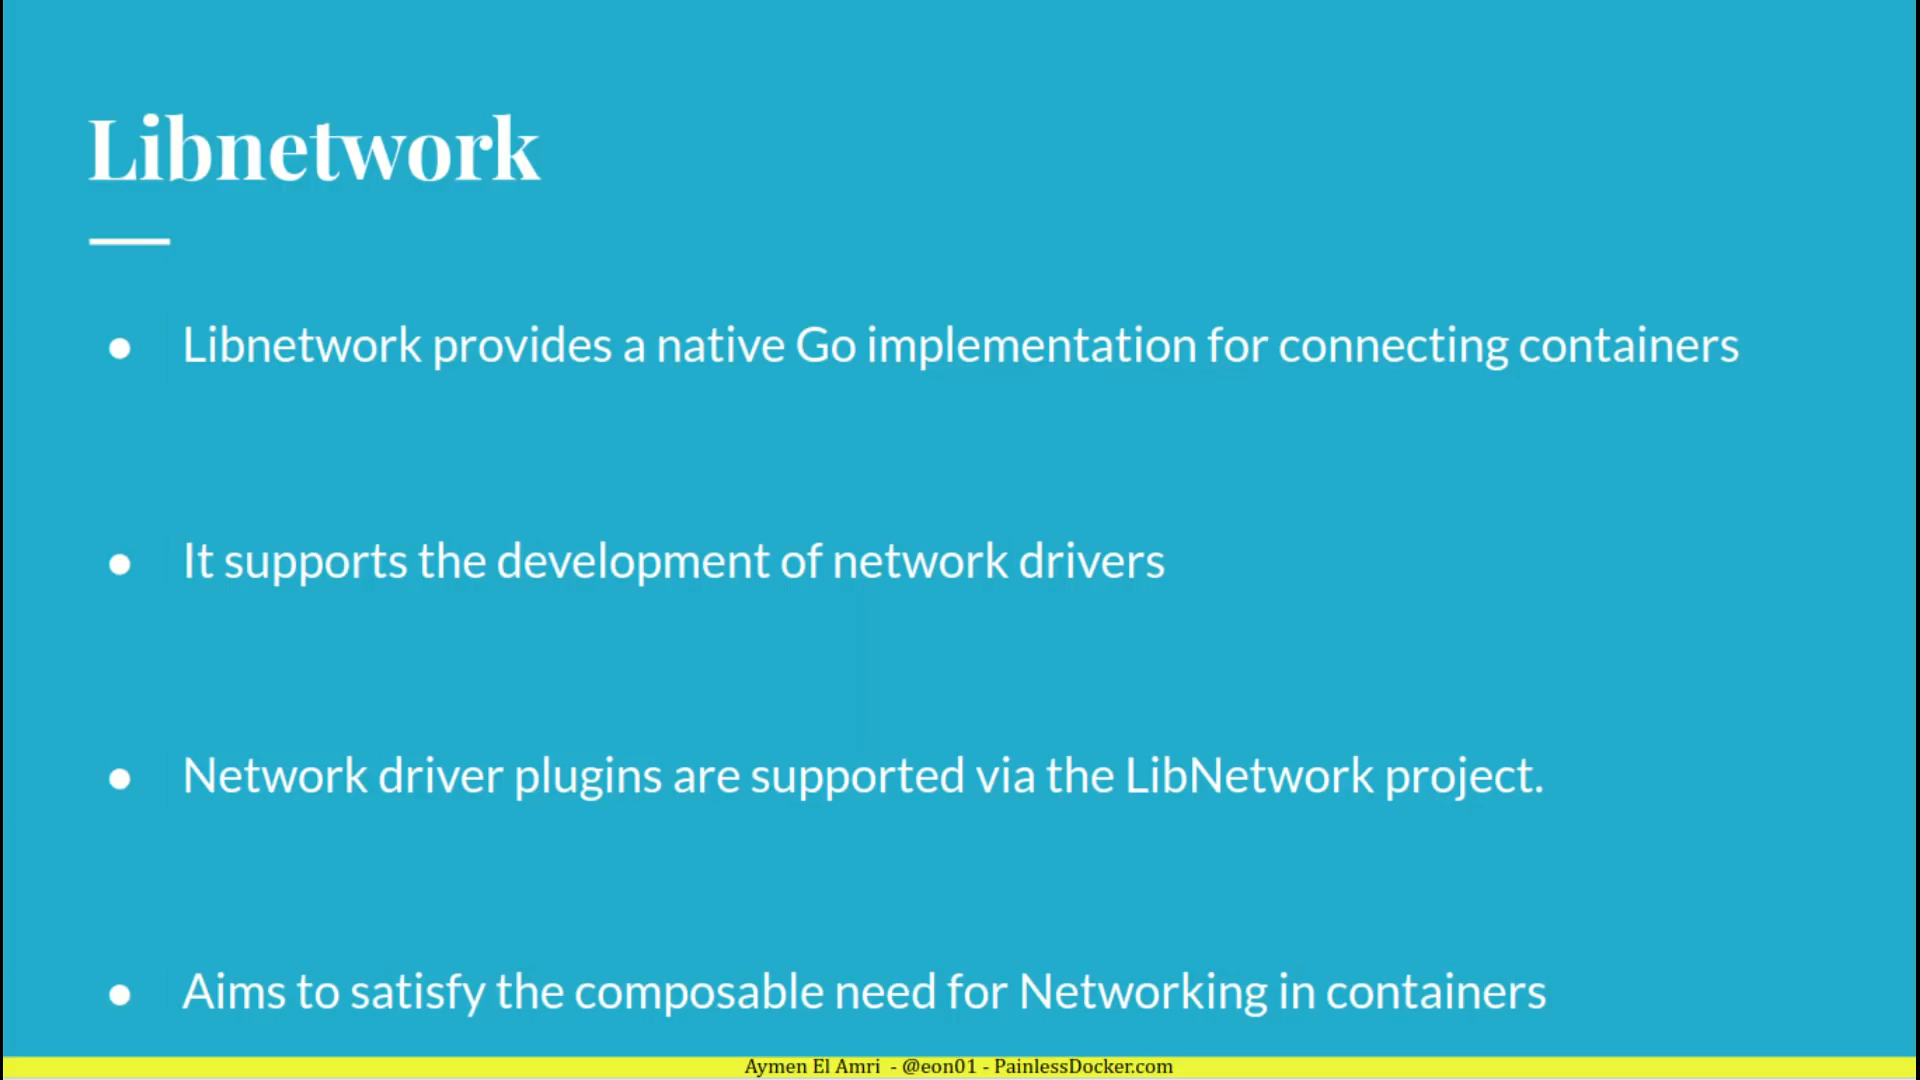 Libnetwork
● Libnetwork provides a native Go implementation for connecting containers
● It supports the development of network drivers
● Network driver plugins are supported via the LibNetwork project.
● Aims to satisfy the composable need for Networking in containers
Aymen El Amri - @eon01 - PainlessDocker.com